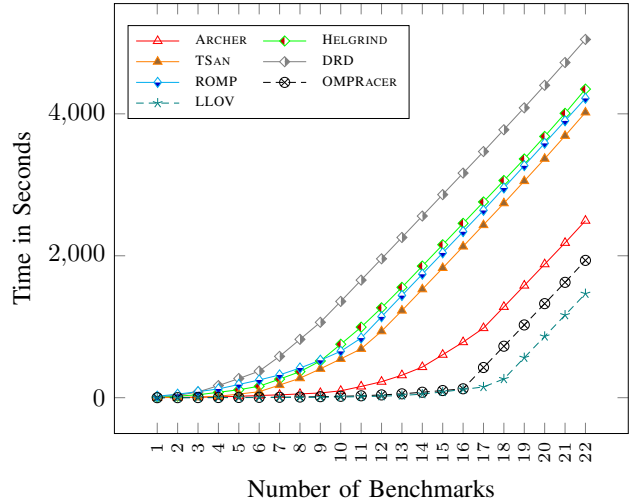 ARCHER
HELGRIND
TSAN
DRD
ROMP
OMPRACER
LLOV
4,000
2,000
0
Time in Seconds
1 2 3 4 5 6 7 8 9 10 11 12 13 14 15 16 17 18 19 20 21 22
Number of Benchmarks